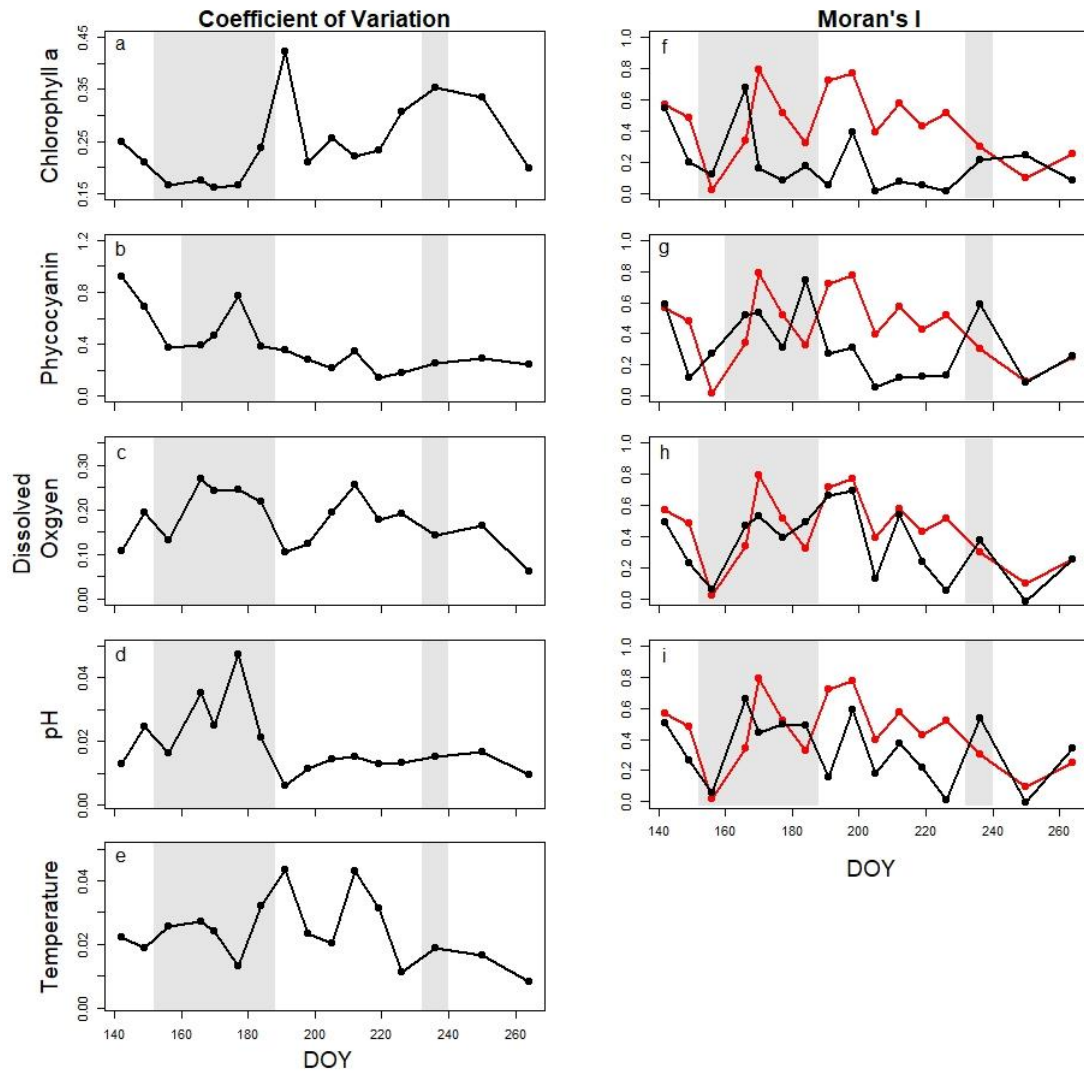 Coefficient of Variation
Moran's I
a
Chlorophyll a
0.15 0.25 0.35 0.45
f
0.0 0.2 0.4 0.6 0.8 1.0
b
Phycocyanin
0.0 0.4 0.8 1.2
g
0.0 0.2 0.4 0.6 0.8 1.0
c
Dissolved
Oxgyen
0.00 0.10 0.20 0.30
h
0.0 0.2 0.4 0.6 0.8 1.0
d
pH
0.00 0.02 0.04
i
0.0 0.2 0.4 0.6 0.8 1.0
140 160 180 200 220 240 260
DOY
e
Temperature
0.00 0.02 0.04
140 160 180 200 220 240 260
DOY